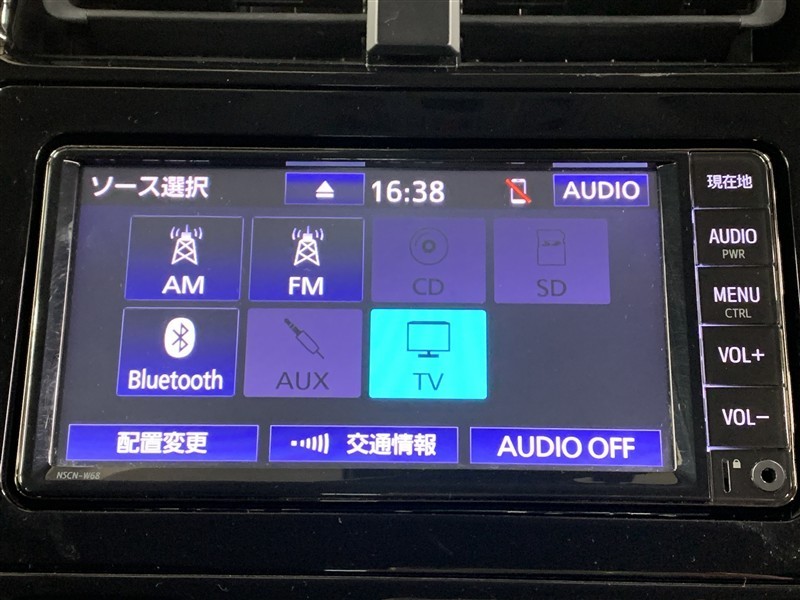 ソース選択
16:38
AUDIO
AM
FM
CD
SD
Bluetooth
AUX
TV
配置変更
交通情報
AUDIO OFF
NSCN-W68
現在地
AUDIO
PWR
MENU
CTRL
VOL+
VOL−